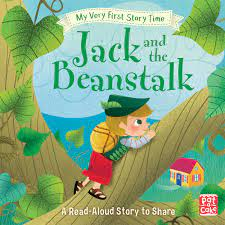 My Very First Story Time
Jack and the
Beanstalk
A Read-Aloud Story to Share
Pat-a-
Cake